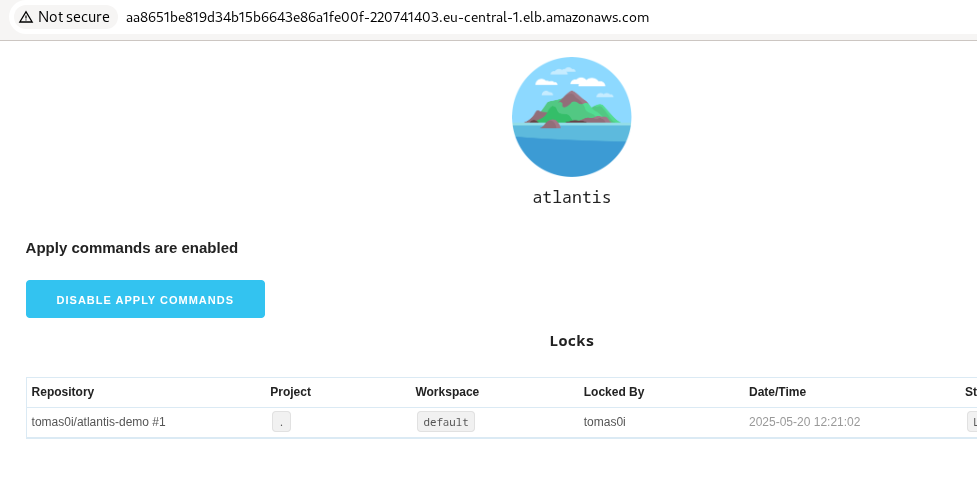 Not secure aa8651be819d34b15b6643e86a1fe00f-220741403.eu-central-1.elb.amazonaws.com
atlantis
Apply commands are enabled
DISABLE APPLY COMMANDS
Locks
Repository Project Workspace Locked By Date/Time St
tomas0i/atlantis-demo #1 . default tomas0i 2025-05-20 12:21:02 L